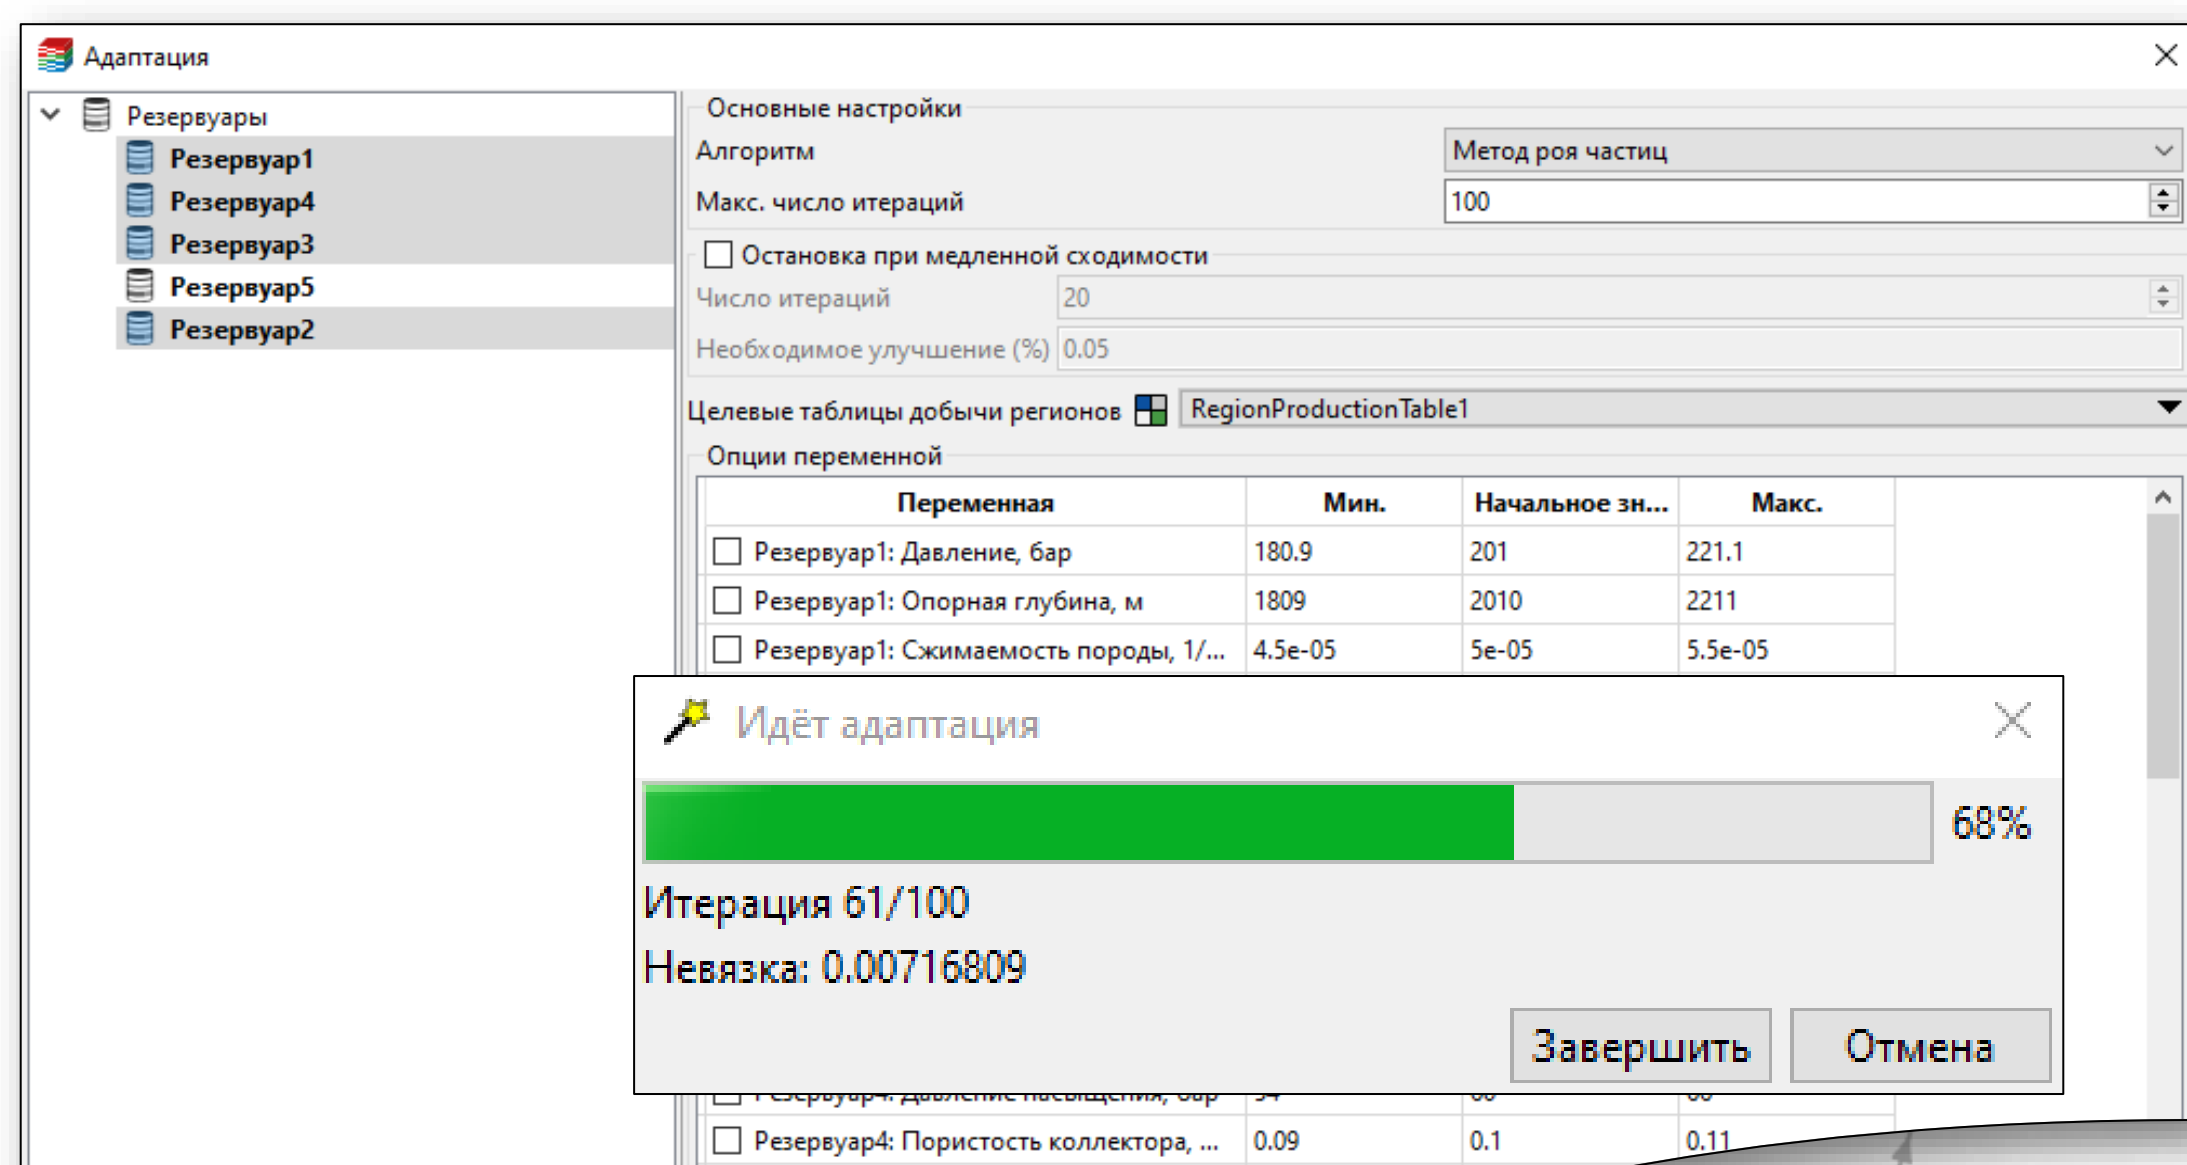 Адаптация
Резервуары
Резервуар1
Резервуар4
Резервуар3
Резервуар5
Резервуар2
Основные настройки
Алгоритм Метод роя частиц
Макс. число итераций 100
Остановка при медленной сходимости
Число итераций 20
Необходимое улучшение (%) 0.05
Целевые таблицы добычи регионов RegionProductionTable1
Опции переменной
Переменная Мин. Начальное зн... Макс.
Резервуар1: Давление, бар 180.9 201 221.1
Резервуар1: Опорная глубина, м 1809 2010 2211
Резервуар1: Сжимаемость породы, 1/... 4.5e-05 5e-05 5.5e-05
Идёт адаптация
68%
Итерация 61/100
Невязка: 0.00716809
Завершить Отмена
Резервуар4: Давление насыщения, бар
Резервуар4: Пористость коллектора, ... 0.09 0.1 0.11